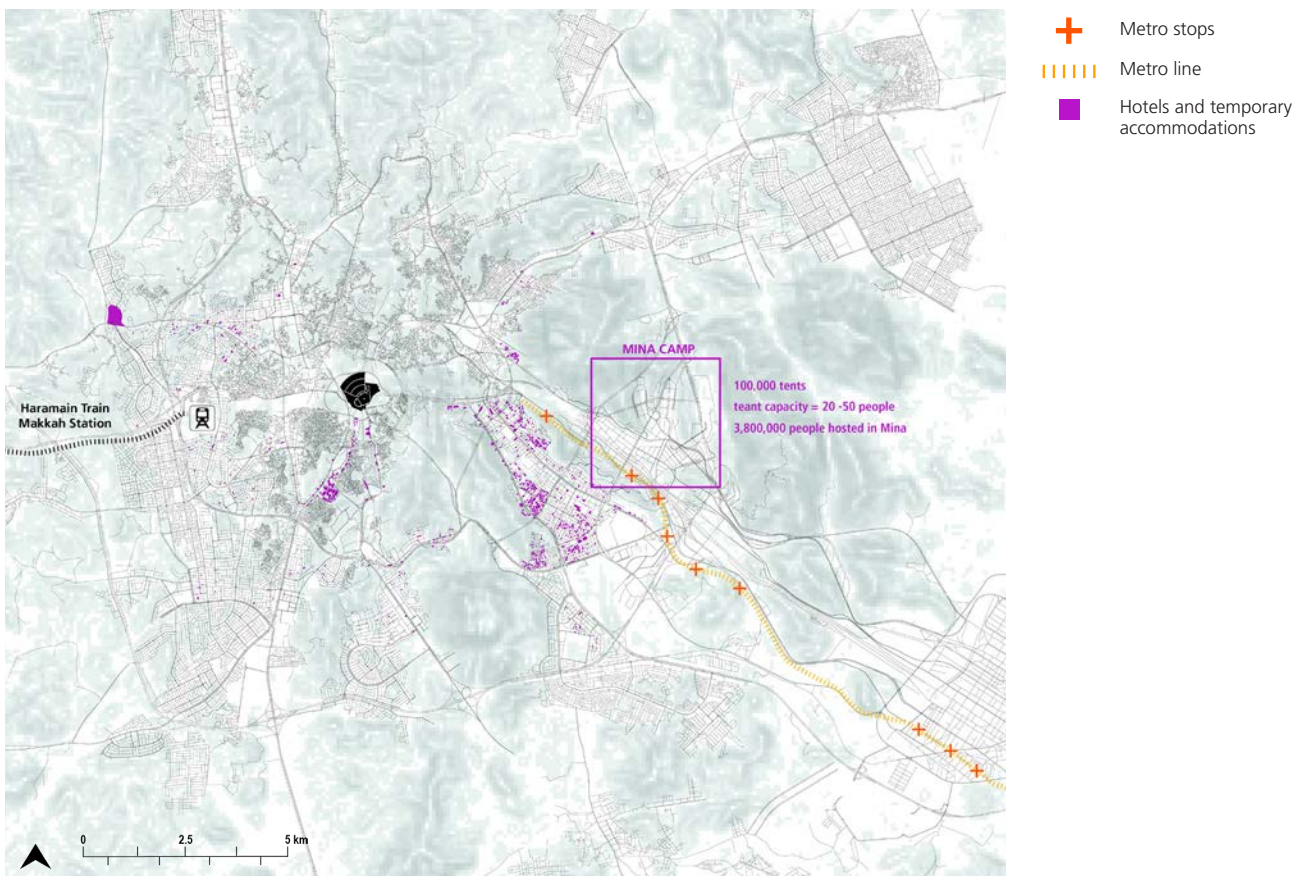 Metro stops
Metro line
Hotels and temporary
accommodations
MINA CAMP
100,000 tents
teant capacity = 20 -50 people
3,800,000 people hosted in Mina
Haramain Train
Makkah Station
0
2.5
5 km